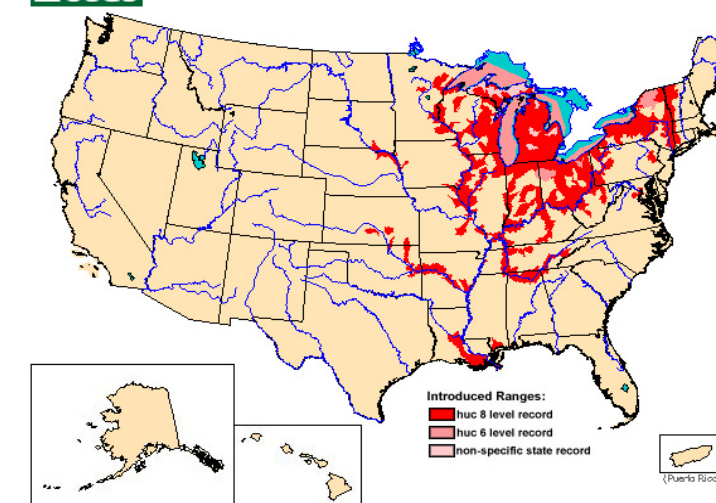 Introduced Ranges:
huc 8 level record
huc 6 level record
non-specific state record
(Puerto Rico